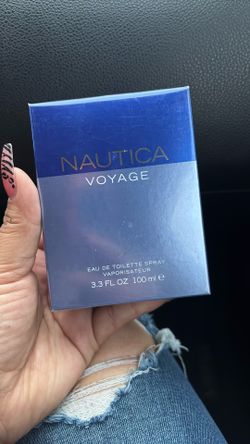 NAUTICA
VOYAGE
EAU DE TOILETTE SPRAY
VAPORISATEUR
3.3 FL.OZ 100 ml ℮